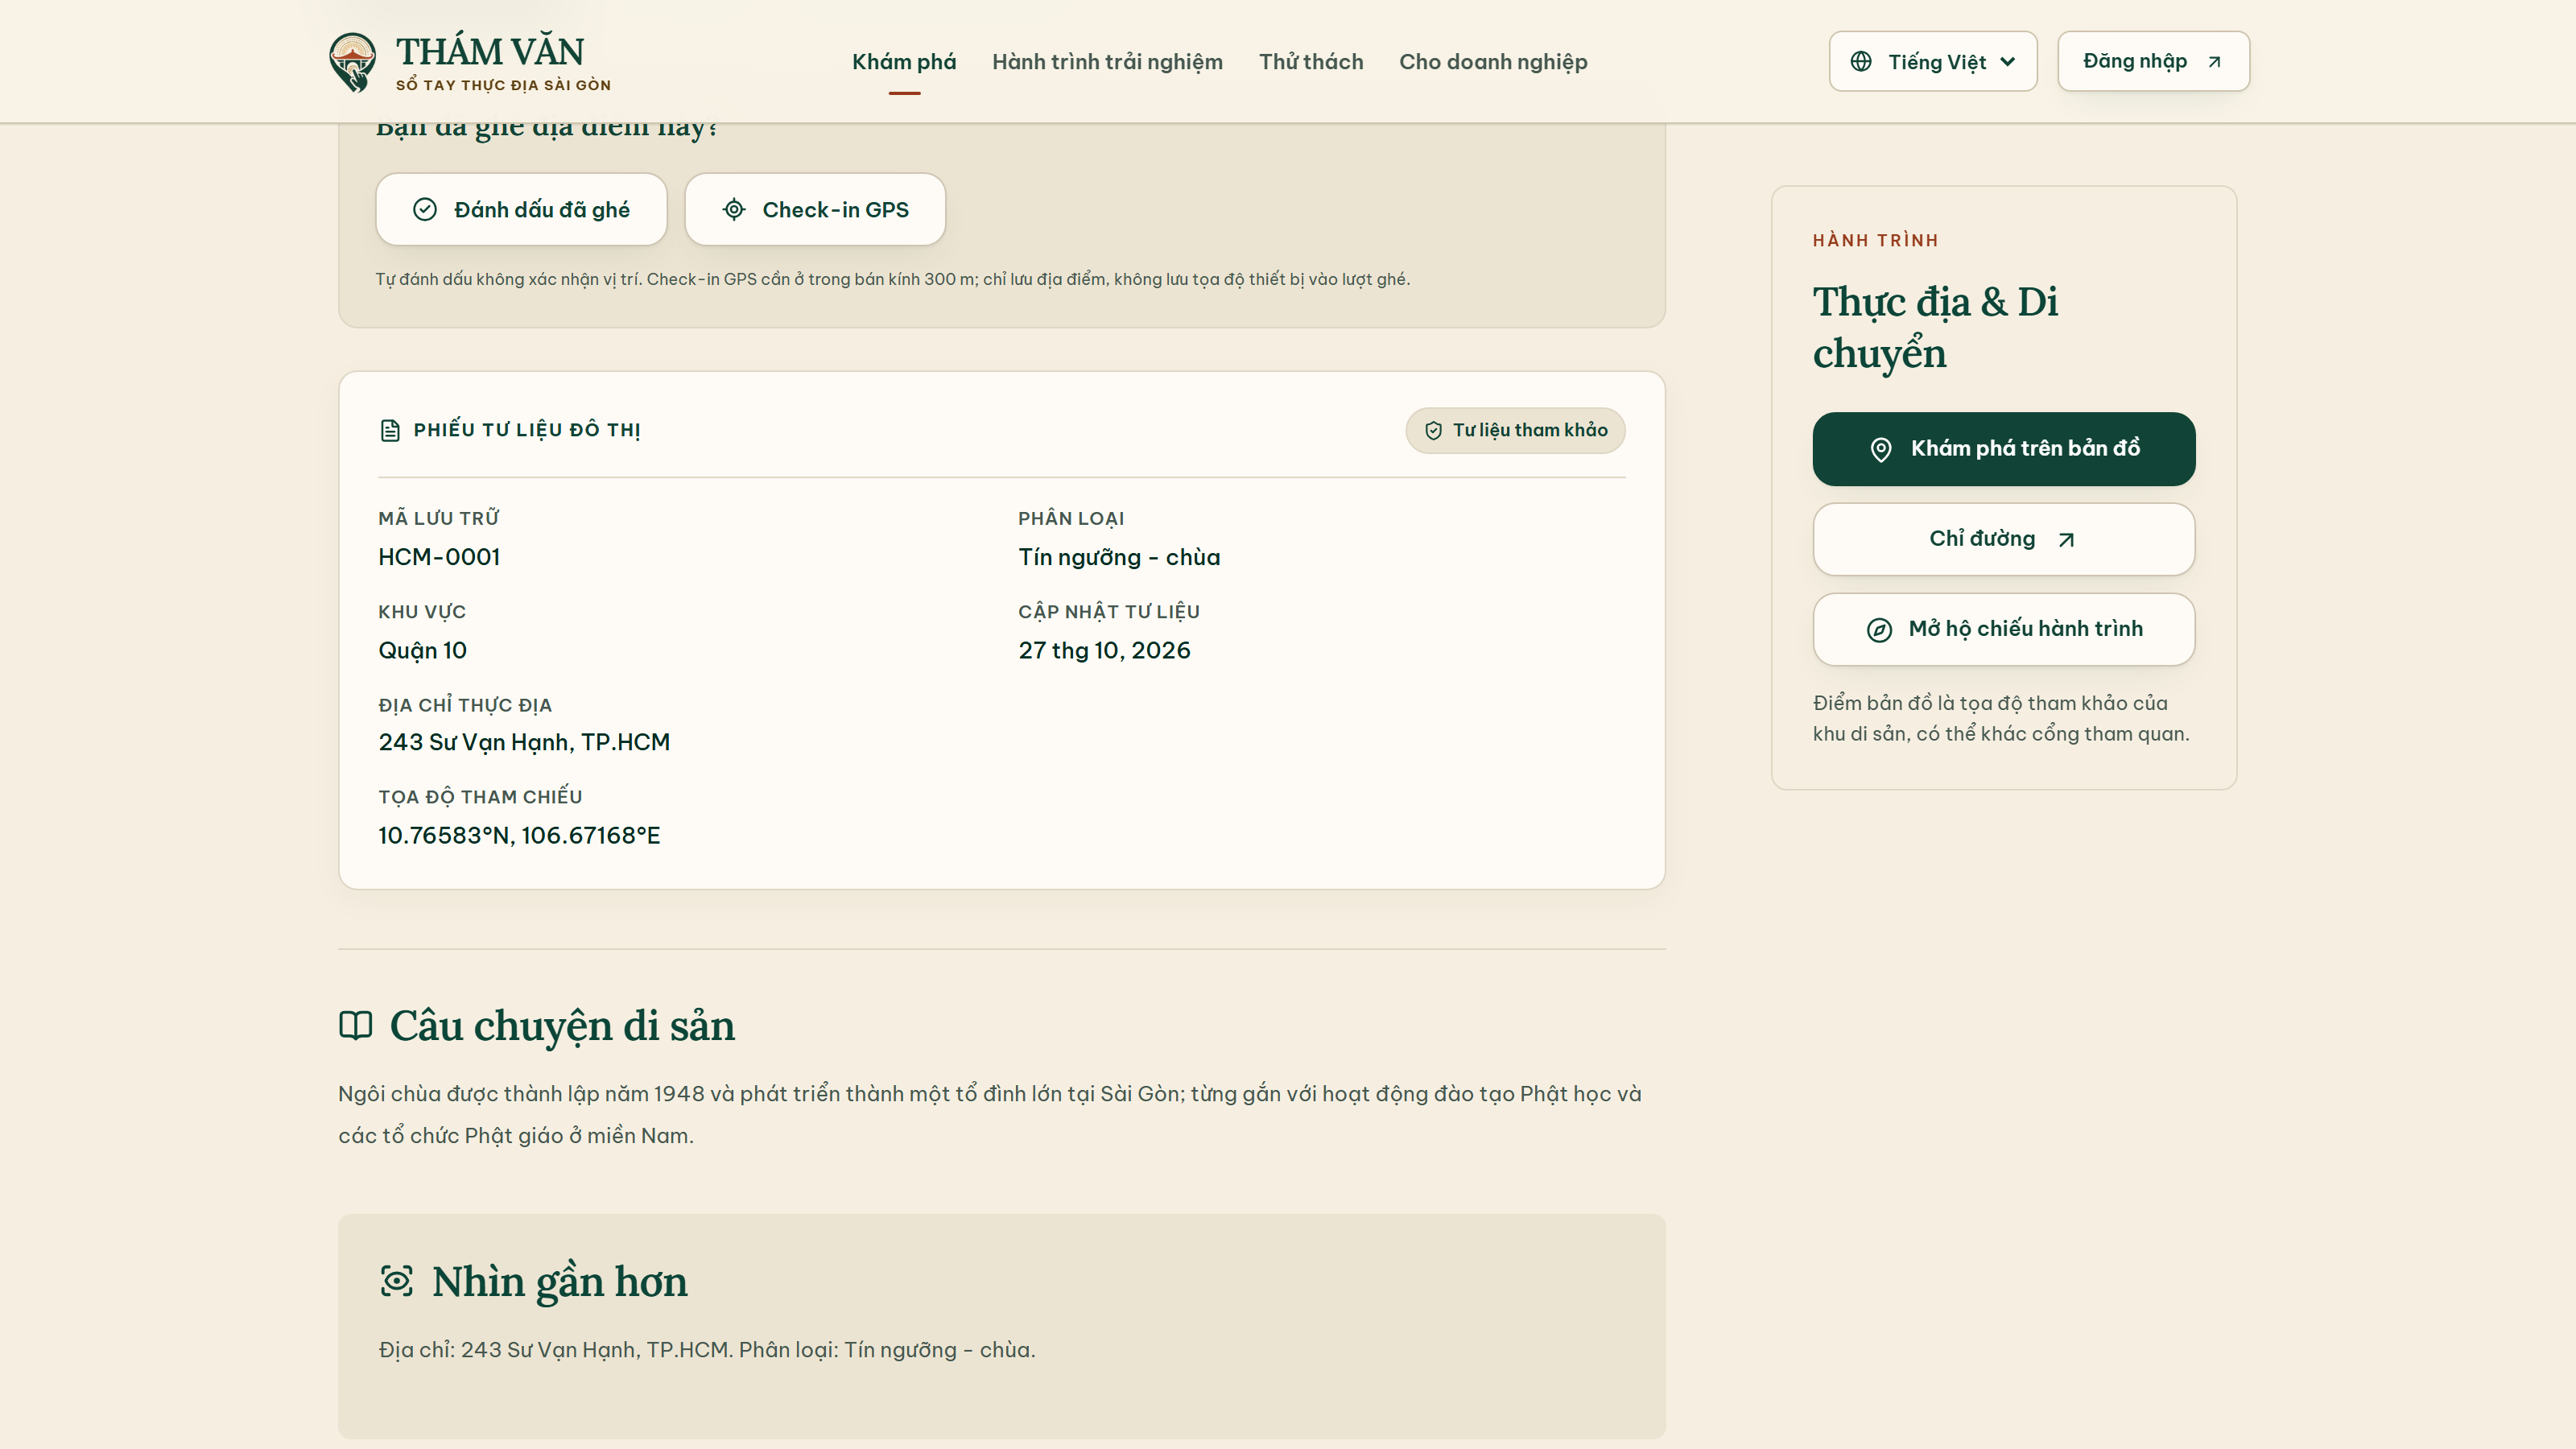 THÁM VĂN
SỔ TAY THỰC ĐỊA SÀI GÒN
Khám phá
Hành trình trải nghiệm
Thử thách
Cho doanh nghiệp
Tiếng Việt
Đăng nhập
Bạn đã ghé địa điểm này?
Đánh dấu đã ghé
Check-in GPS
Tự đánh dấu không xác nhận vị trí. Check-in GPS cần ở trong bán kính 300 m; chỉ lưu địa điểm, không lưu tọa độ thiết bị vào lượt ghé.
PHIẾU TƯ LIỆU ĐÔ THỊ
Tư liệu tham khảo
MÃ LƯU TRỮ
HCM-0001
PHÂN LOẠI
Tín ngưỡng - chùa
KHU VỰC
Quận 10
CẬP NHẬT TƯ LIỆU
27 thg 10, 2026
ĐỊA CHỈ THỰC ĐỊA
243 Sư Vạn Hạnh, TP.HCM
TỌA ĐỘ THAM CHIẾU
10.76583°N, 106.67168°E
Câu chuyện di sản
Ngôi chùa được thành lập năm 1948 và phát triển thành một tổ đình lớn tại Sài Gòn; từng gắn với hoạt động đào tạo Phật học và
các tổ chức Phật giáo ở miền Nam.
Nhìn gần hơn
Địa chỉ: 243 Sư Vạn Hạnh, TP.HCM. Phân loại: Tín ngưỡng - chùa.
HÀNH TRÌNH
Thực địa & Di
chuyển
Khám phá trên bản đồ
Chỉ đường
Mở hộ chiếu hành trình
Điểm bản đồ là tọa độ tham khảo của
khu di sản, có thể khác cổng tham quan.